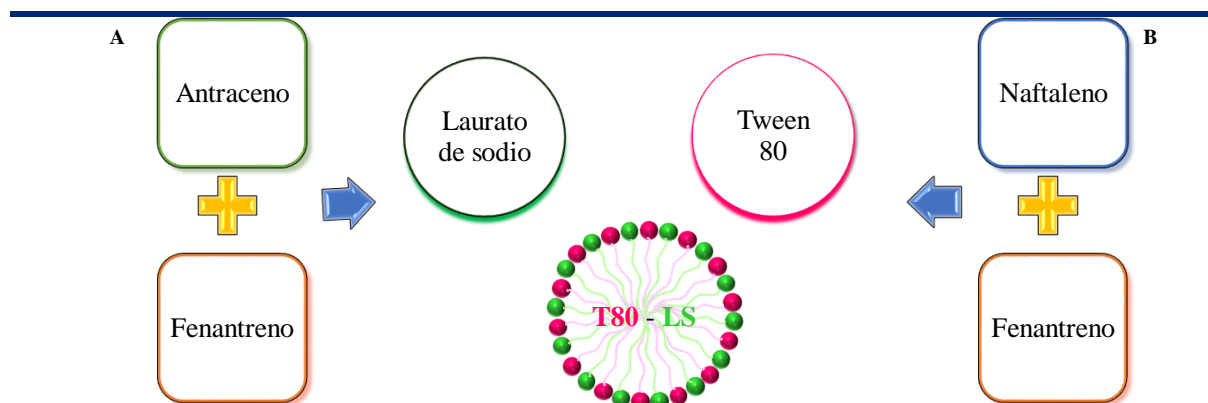 A
Antraceno
Fenantreno
Laurato
de sodio
Tween
80
T80 - LS
B
Naftaleno
Fenantreno